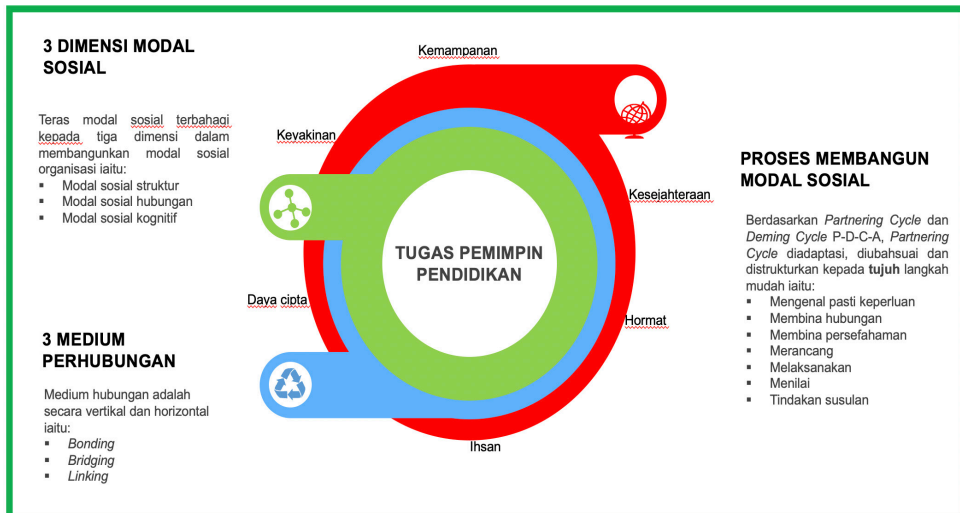 3 DIMENSI MODAL
SOSIAL
Teras modal sosial terbahagi
kepada tiga dimensi dalam
membangunkan modal sosial
organisasi iaitu:
▪ Modal sosial struktur
▪ Modal sosial hubungan
▪ Modal sosial kognitif
3 MEDIUM
PERHUBUNGAN
Medium hubungan adalah
secara vertikal dan horizontal
iaitu:
▪ Bonding
▪ Bridging
▪ Linking
Kemampanan
Keyakinan
Kesejahteraan
TUGAS PEMIMPIN
PENDIDIKAN
Daya cipta
Hormat
Ihsan
PROSES MEMBANGUN
MODAL SOSIAL
Berdasarkan Partnering Cycle dan
Deming Cycle P-D-C-A, Partnering
Cycle diadaptasi, diubahsuai dan
distrukturkan kepada tujuh langkah
mudah iaitu:
▪ Mengenal pasti keperluan
▪ Membina hubungan
▪ Membina persefahaman
▪ Merancang
▪ Melaksanakan
▪ Menilai
▪ Tindakan susulan